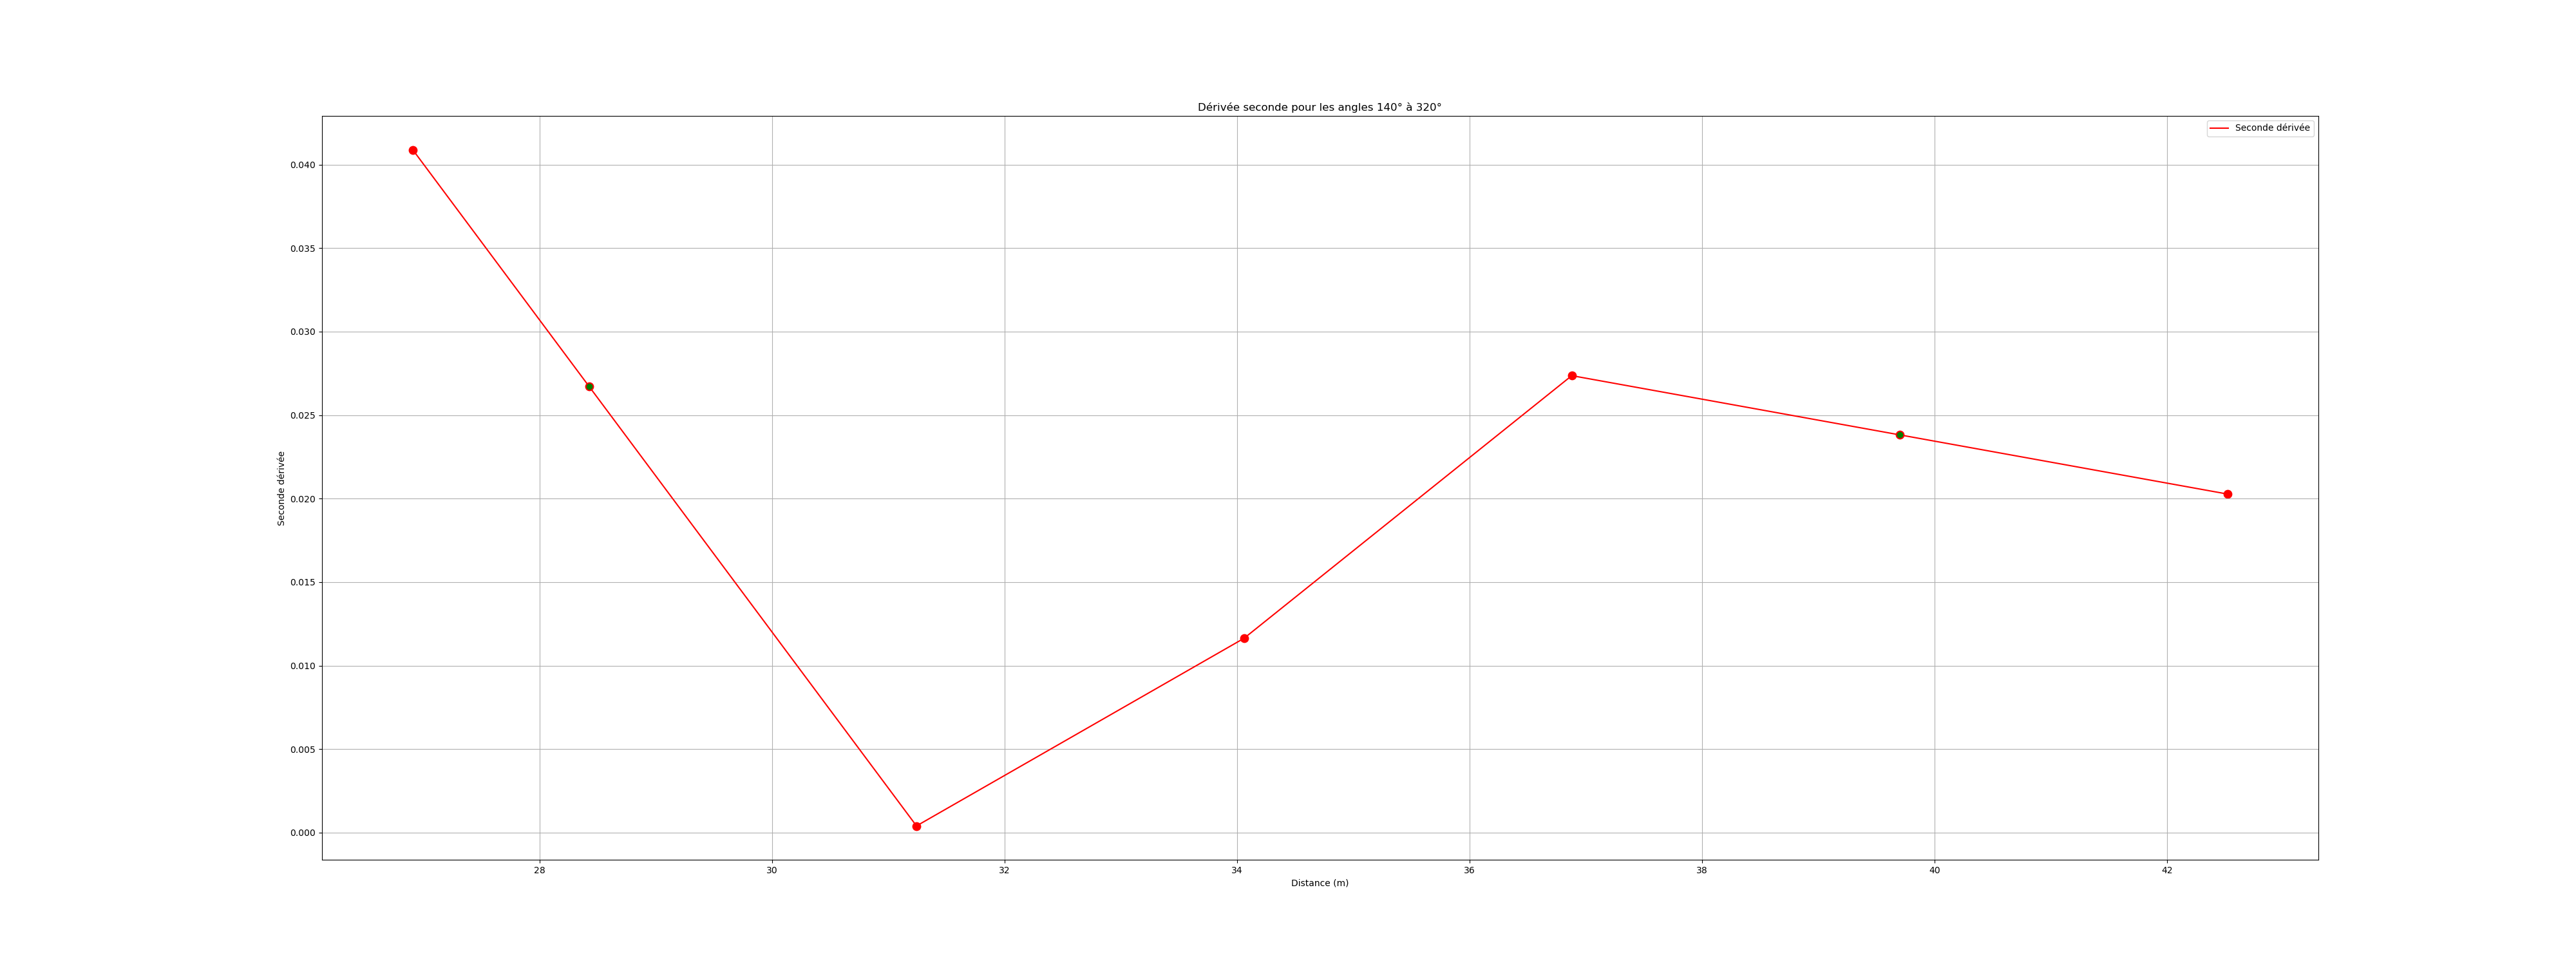 Dérivée seconde pour les angles 140° à 320°
Seconde dérivée
0.040
0.035
0.030
0.025
0.020
0.015
0.010
0.005
0.000
Seconde dérivée
28 30 32 34 36 38 40 42
Distance (m)